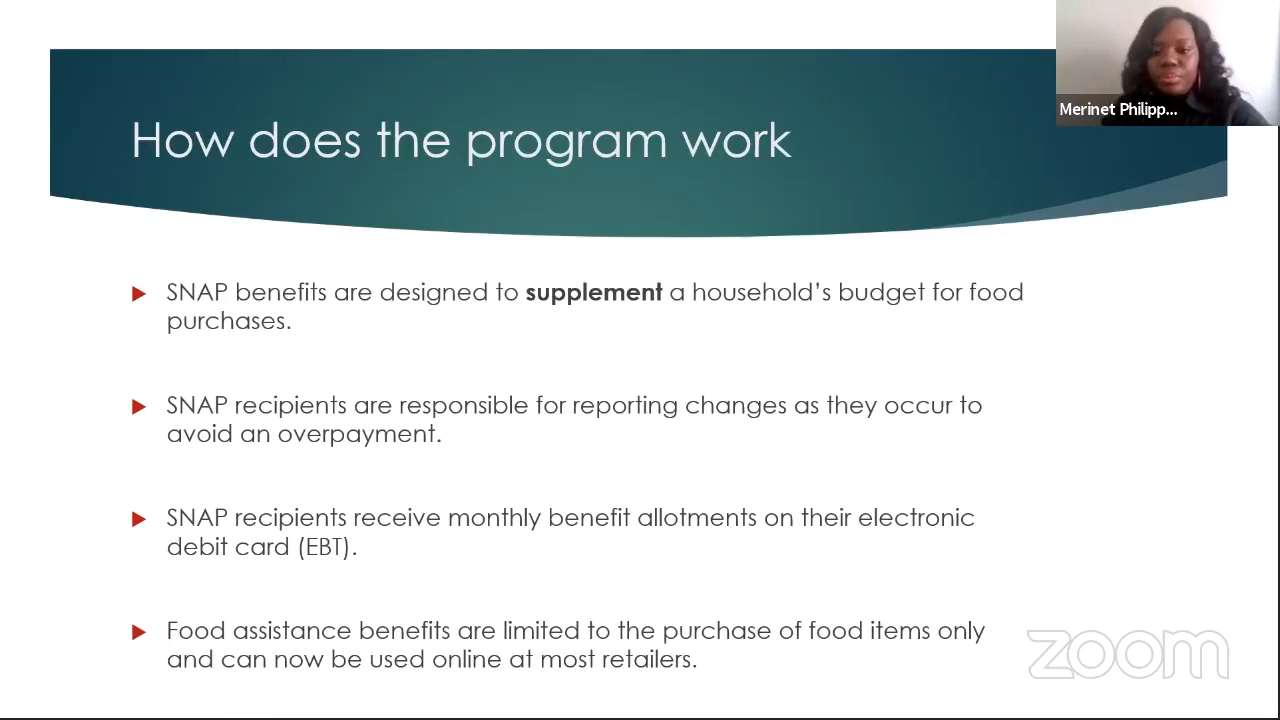 Merinet Philipp...
How does the program work
SNAP benefits are designed to supplement a household’s budget for food
purchases.
SNAP recipients are responsible for reporting changes as they occur to
avoid an overpayment.
SNAP recipients receive monthly benefit allotments on their electronic
debit card (EBT).
Food assistance benefits are limited to the purchase of food items only
and can now be used online at most retailers.
zoom